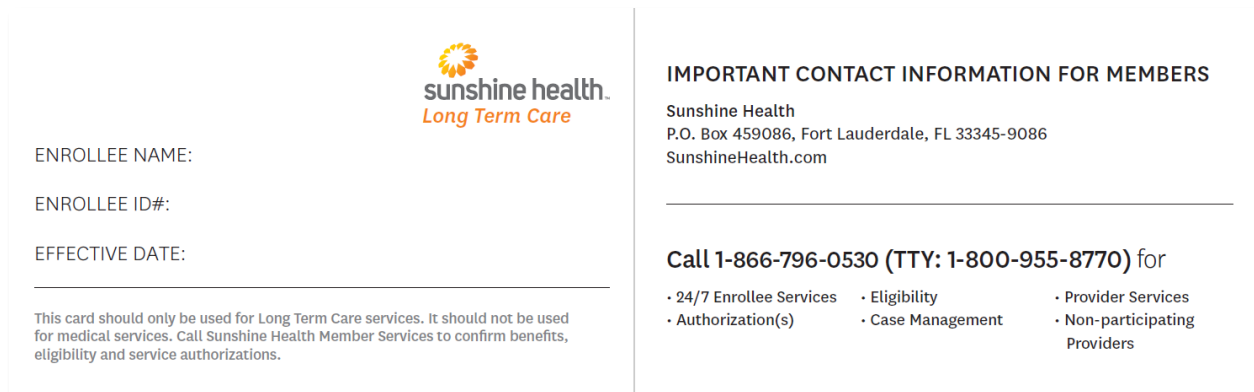 sunshine health™
Long Term Care
ENROLLEE NAME:
ENROLLEE ID#:
EFFECTIVE DATE:
This card should only be used for Long Term Care services. It should not be used
for medical services. Call Sunshine Health Member Services to confirm benefits,
eligibility and service authorizations.
IMPORTANT CONTACT INFORMATION FOR MEMBERS
Sunshine Health
P.O. Box 459086, Fort Lauderdale, FL 33345-9086
SunshineHealth.com
Call 1-866-796-0530 (TTY: 1-800-955-8770) for
· 24/7 Enrollee Services
· Authorization(s)
· Eligibility
· Case Management
· Provider Services
· Non-participating
Providers